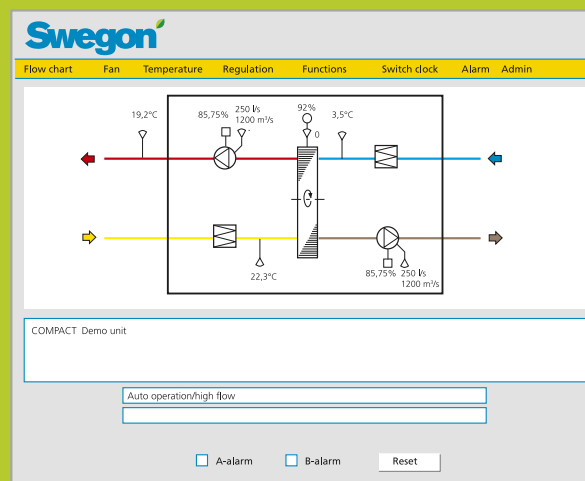 Swegon
Flow chart Fan Temperature Regulation Functions Switch clock Alarm Admin
19,2°C 85,75% 250 l/s 92% 3,5°C
1200 m³/s
0
22,3°C 85,75% 250 l/s
1200 m³/s
COMPACT Demo unit
Auto operation/high flow
A-alarm B-alarm Reset